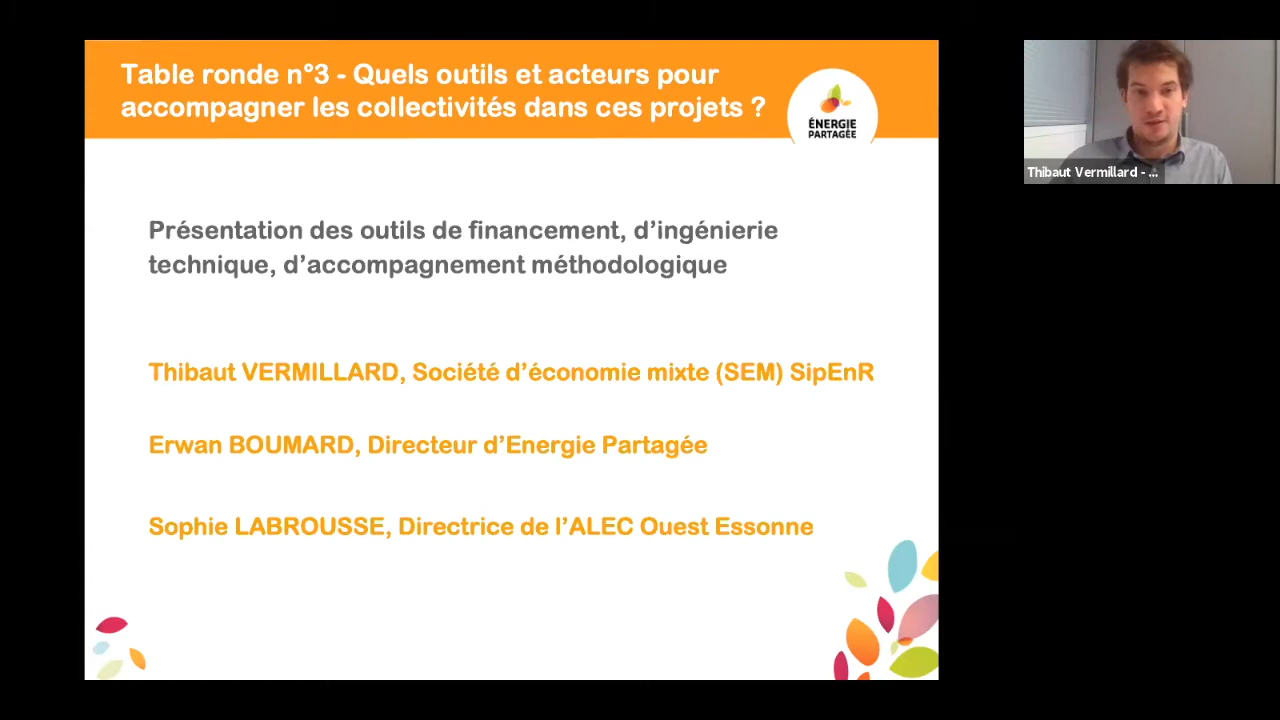 Table ronde n°3 - Quels outils et acteurs pour
accompagner les collectivités dans ces projets ?
ÉNERGIE
PARTAGÉE
Thibaut Vermillard - ...
Présentation des outils de financement, d’ingénierie
technique, d’accompagnement méthodologique
Thibaut VERMILLARD, Société d’économie mixte (SEM) SipEnR
Erwan BOUMARD, Directeur d’Energie Partagée
Sophie LABROUSSE, Directrice de l’ALEC Ouest Essonne